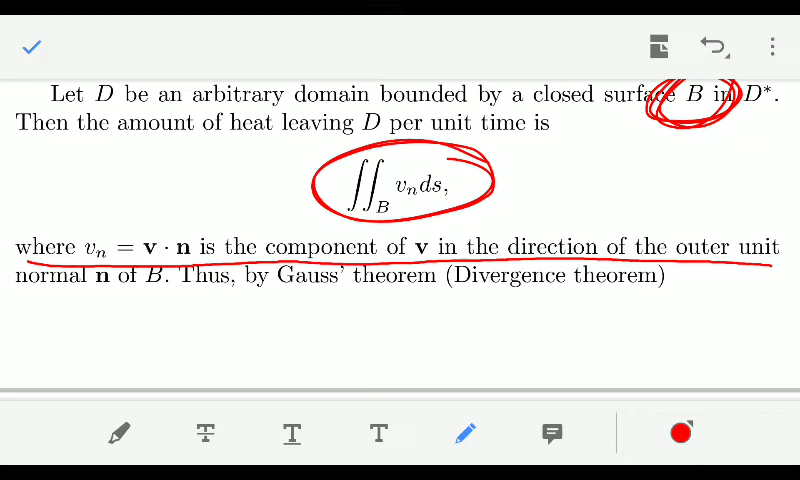 Let D be an arbitrary domain bounded by a closed surface B in D*.
Then the amount of heat leaving D per unit time is
∬_B v_n ds,
where v_n = v · n is the component of v in the direction of the outer unit
normal n of B. Thus, by Gauss' theorem (Divergence theorem)
T T T